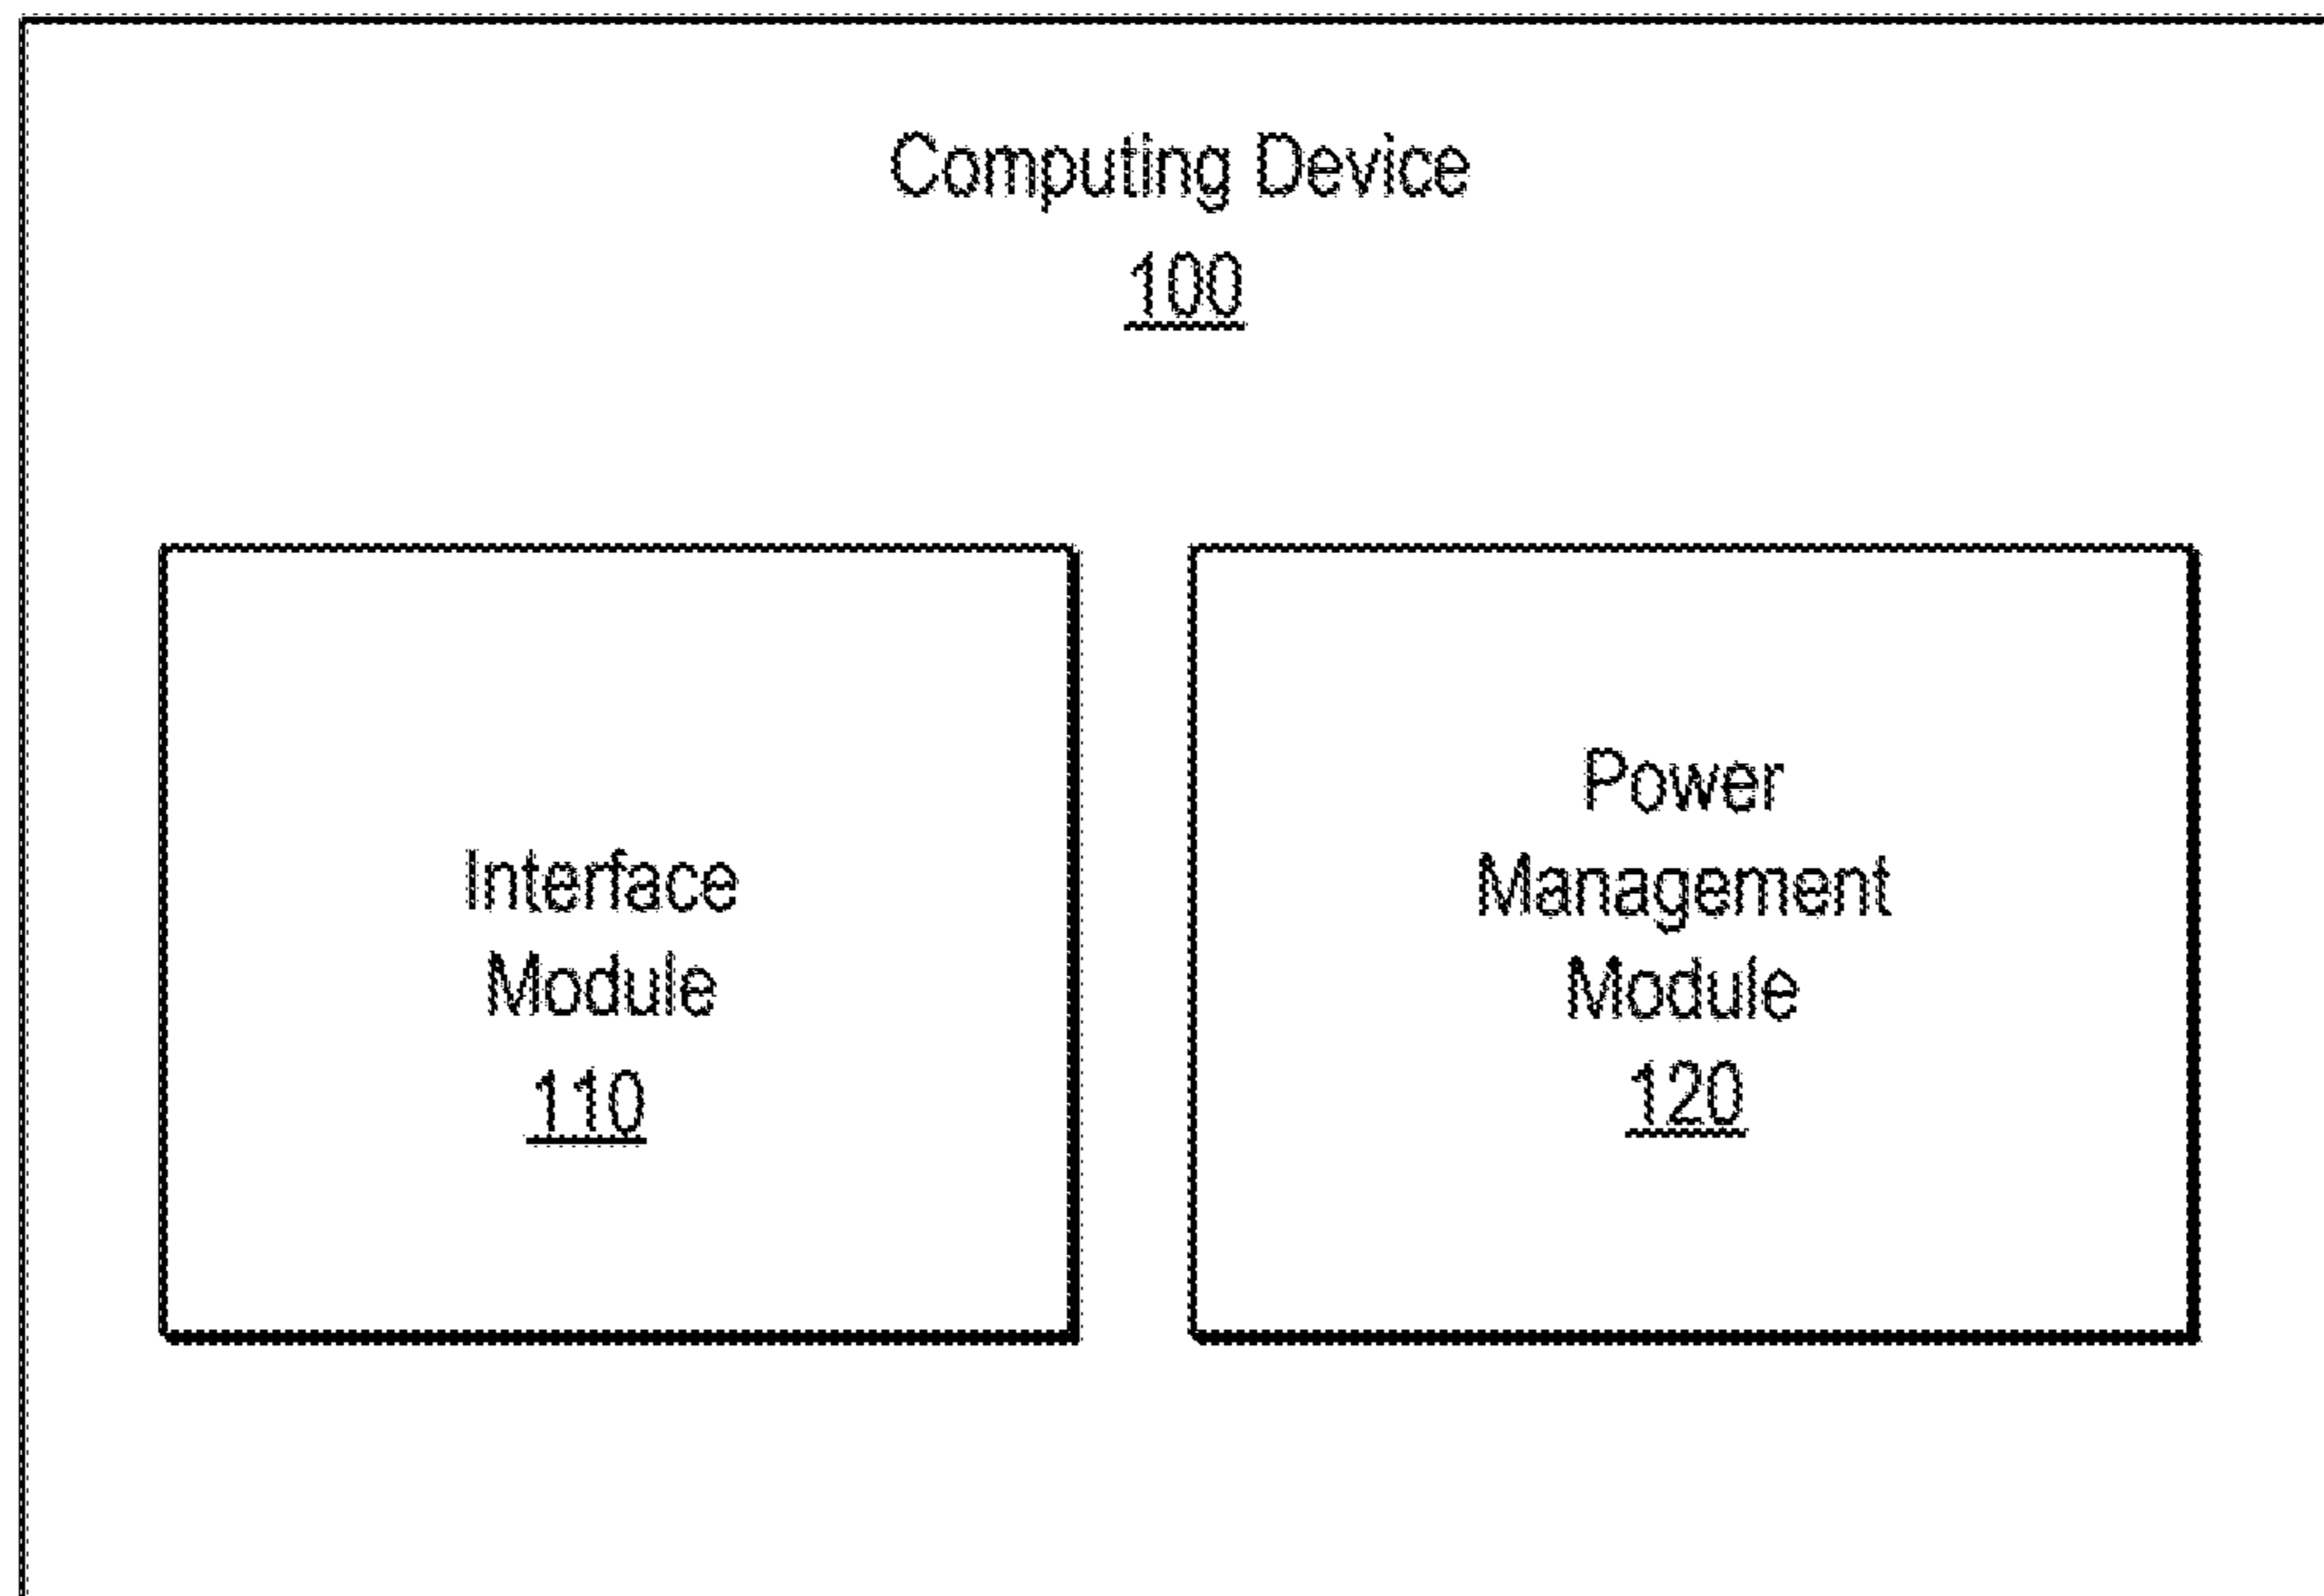 Computing Device
100
Interface
Module
110
Power
Management
Module
120